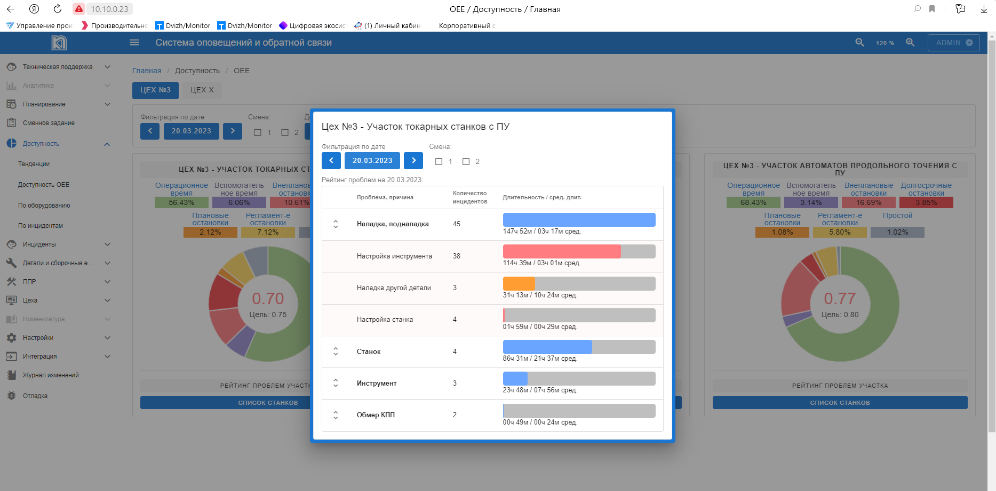 10.10.0.23
OEE / Доступность / Главная
Управление прои
Производительно
Dvizh/Monitor
Dvizh/Monitor
Цифровая экосис
(1) Личный кабин
Корпоративный с
Система оповещений и обратной связи
120 %
ADMIN
Техническая поддержка
Аналитика
Планирование
Сменное задание
Доступность
Тенденции
Доступность OEE
По оборудованию
По инцидентам
Инциденты
Детали и сборочные е...
ППР
Цеха
Номенклатура
Настройки
Интеграция
Журнал изменений
Отладка
Главная / Доступность / OEE
ЦЕХ №3
ЦЕХ X
Фильтрация по дате
Смена
20.03.2023
1
2
ЦЕХ №3 - УЧАСТОК ТОКАРНЫХ СТ
Операционное время
Вспомогательное время
Внеплановые остановки
56.43%
6.06%
10.61%
Плановые остановки
Регламент-е остановки
2.12%
7.12%
0.70
Цель: 0.75
РЕЙТИНГ ПРОБЛЕМ УЧАСТ
СПИСОК СТАНКОВ
Цех №3 - Участок токарных станков с ПУ
Фильтрация по дате
Смена
20.03.2023
1
2
Рейтинг проблем на 20.03.2023:
Проблема, причина
Количество инцидентов
Длительность / сред. длит.
Наладка, поднападка
45
147ч 52м / 03ч 17м сред.
Настройка инструмента
38
114ч 39м / 03ч 01м сред.
Наладка другой детали
3
31ч 13м / 10ч 24м сред.
Настройка станка
4
01ч 59м / 00ч 29м сред.
Станок
4
86ч 31м / 21ч 37м сред.
Инструмент
3
23ч 48м / 07ч 56м сред.
Обмер КПП
2
00ч 49м / 00ч 24м сред.
ЦЕХ №3 - УЧАСТОК АВТОМАТОВ ПРОДОЛЬНОГО ТОЧЕНИЯ С
ПУ
Операционное время
Вспомогательное время
Внеплановые остановки
Долгосрочные остановки
68.43%
3.14%
16.69%
3.85%
Плановые остановки
Регламент-е остановки
Простой
1.08%
5.80%
1.02%
0.77
Цель: 0.80
РЕЙТИНГ ПРОБЛЕМ УЧАСТКА
СПИСОК СТАНКОВ